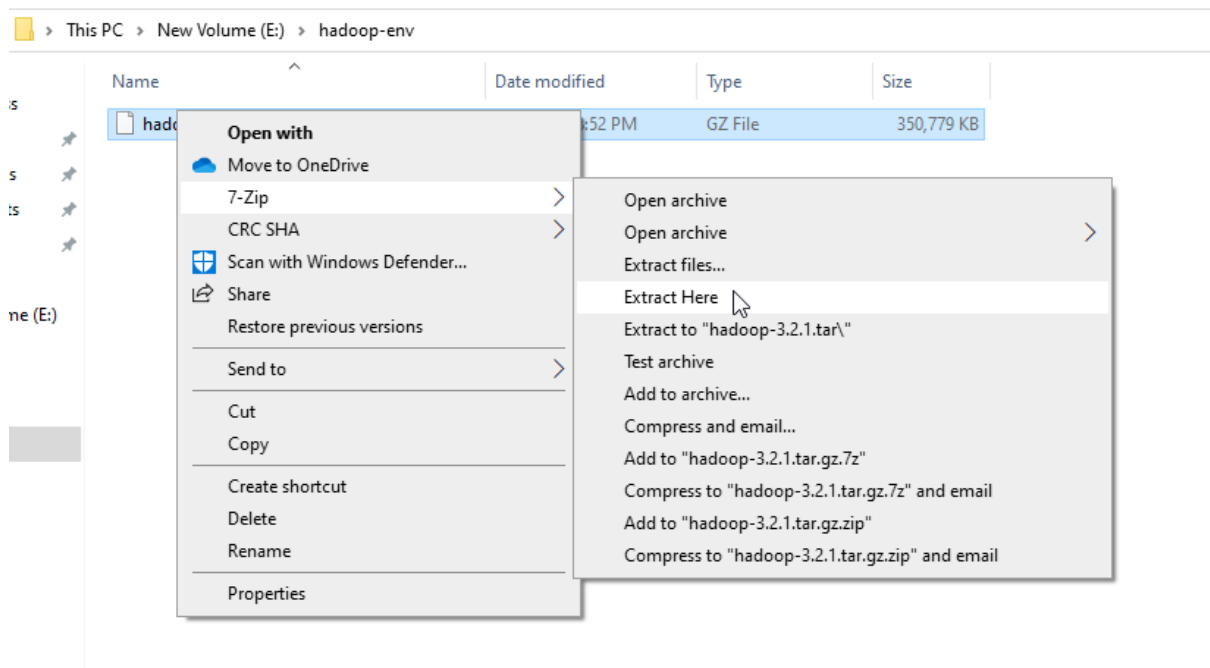 This PC > New Volume (E:) > hadoop-env
Name Date modified Type Size
:52 PM GZ File 350,779 KB
me (E:)
Open with
Move to OneDrive
7-Zip
CRC SHA
Scan with Windows Defender...
Share
Restore previous versions
Send to
Cut
Copy
Create shortcut
Delete
Rename
Properties
Open archive
Open archive
Extract files...
Extract Here
Extract to "hadoop-3.2.1.tar\"
Test archive
Add to archive...
Compress and email...
Add to "hadoop-3.2.1.tar.gz.7z"
Compress to "hadoop-3.2.1.tar.gz.7z" and email
Add to "hadoop-3.2.1.tar.gz.zip"
Compress to "hadoop-3.2.1.tar.gz.zip" and email